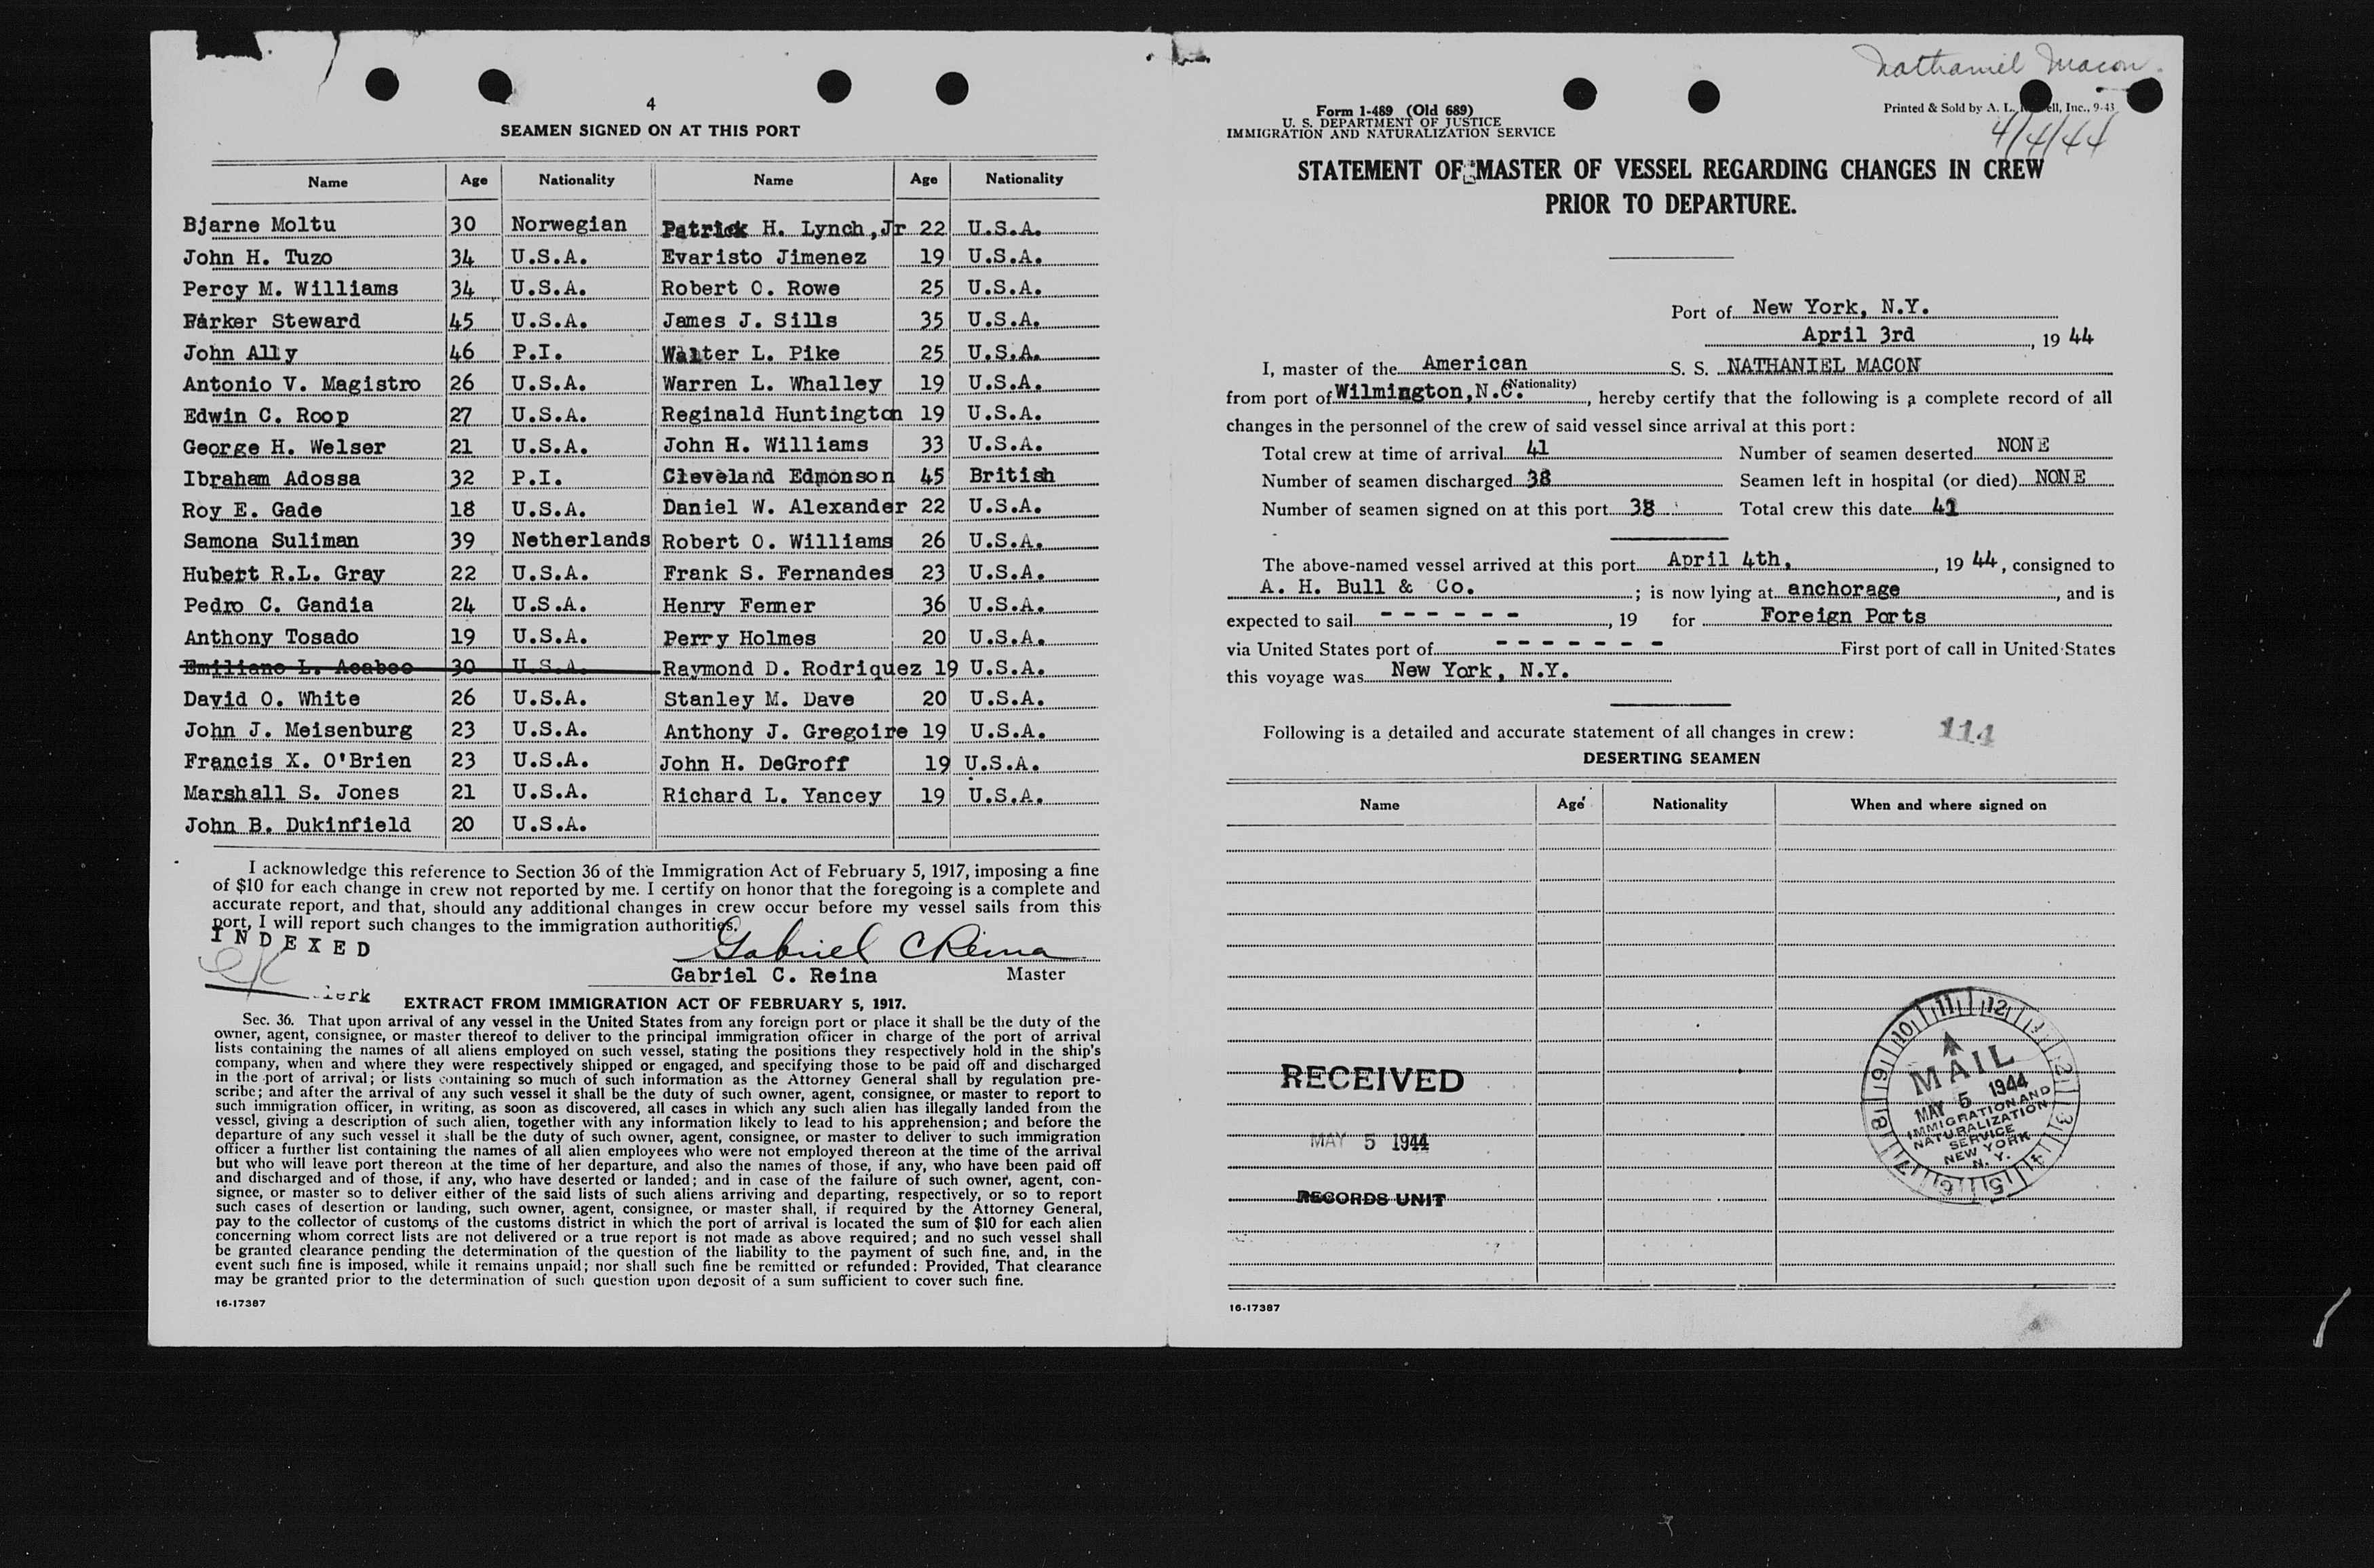 4
SEAMEN SIGNED ON AT THIS PORT
Name Age Nationality Name Age Nationality
Bjarne Moltu 30 Norwegian Patrick H. Lynch,Jr 22 U.S.A.
John H. Tuzo 34 U.S.A. Evaristo Jimenez 19 U.S.A.
Percy M. Williams 34 U.S.A. Robert O. Rowe 25 U.S.A.
Parker Steward 45 U.S.A. James J. Sills 35 U.S.A.
John Ally 46 P.I. Walter L. Pike 25 U.S.A.
Antonio V. Magistro 26 U.S.A. Warren L. Whalley 19 U.S.A.
Edwin C. Roop 27 U.S.A. Reginald Huntington 19 U.S.A.
George H. Welser 21 U.S.A. John H. Williams 33 U.S.A.
Ibraham Adossa 32 P.I. Cleveland Edmonson 45 British
Roy E. Gade 18 U.S.A. Daniel W. Alexander 22 U.S.A.
Samona Suliman 39 Netherlands Robert O. Williams 26 U.S.A.
Hubert R.L. Gray 22 U.S.A. Frank S. Fernandes 23 U.S.A.
Pedro C. Gandia 24 U.S.A. Henry Fenner 36 U.S.A.
Anthony Tosado 19 U.S.A. Perry Holmes 20 U.S.A.
Emiliano L. 30 U.S.A. Raymond D. Rodriquez 19 U.S.A.
David O. White 26 U.S.A. Stanley M. Dave 20 U.S.A.
John J. Meisenburg 23 U.S.A. Anthony J. Gregoire 19 U.S.A.
Francis X. O'Brien 23 U.S.A. John H. DeGroff 19 U.S.A.
Marshall S. Jones 21 U.S.A. Richard L. Yancey 19 U.S.A.
John B. Dukinfield 20 U.S.A.
I acknowledge this reference to Section 36 of the Immigration Act of February 5, 1917, imposing a fine
of $10 for each change in crew not reported by me. I certify on honor that the foregoing is a complete and
accurate report, and that, should any additional changes in crew occur before my vessel sails from this
port, I will report such changes to the immigration authorities.
INDEXED
Gabriel C Reina
Gabriel C. Reina Master
EXTRACT FROM IMMIGRATION ACT OF FEBRUARY 5, 1917.
Sec. 36. That upon arrival of any vessel in the United States from any foreign port or place it shall be the duty of the
owner, agent, consignee, or master thereof to deliver to the principal immigration officer in charge of the port of arrival
lists containing the names of all aliens employed on such vessel, stating the positions they respectively hold in the ship's
company, when and where they were respectively shipped or engaged, and specifying those to be paid off and discharged
in the port of arrival; or lists containing so much of such information as the Attorney General shall by regulation pre-
scribe; and after the arrival of any such vessel it shall be the duty of such owner, agent, consignee, or master to report to
such immigration officer, in writing, as soon as discovered, all cases in which any such alien has illegally landed from the
vessel, giving a description of such alien, together with any information likely to lead to his apprehension; and before the
departure of any such vessel it shall be the duty of such owner, agent, consignee, or master to deliver to such immigration
officer a further list containing the names of all alien employees who were not employed thereon at the time of the arrival
but who will leave port thereon at the time of her departure, and also the names of those, if any, who have been paid off
and discharged and of those, if any, who have deserted or landed; and in case of the failure of such owner, agent, con-
signee, or master so to deliver either of the said lists of such aliens arriving and departing, respectively, or so to report
such cases of desertion or landing, such owner, agent, consignee, or master shall, if required by the Attorney General,
pay to the collector of customs of the customs district in which the port of arrival is located the sum of $10 for each alien
concerning whom correct lists are not delivered or a true report is not made as above required; and no such vessel shall
be granted clearance pending the determination of the question of the liability to the payment of such fine, and, in the
event such fine is imposed, while it remains unpaid; nor shall such fine be remitted or refunded: Provided, That clearance
may be granted prior to the determination of such question upon deposit of a sum sufficient to cover such fine.
16-17387
Nathaniel Macon
Form I-489 (Old 689)
U. S. DEPARTMENT OF JUSTICE
IMMIGRATION AND NATURALIZATION SERVICE
Printed & Sold by A. L. Inc., 9-43
4/4/44
STATEMENT OF MASTER OF VESSEL REGARDING CHANGES IN CREW
PRIOR TO DEPARTURE.
Port of New York, N.Y.
April 3rd, 19 44
I, master of the American S. S. NATHANIEL MACON
(Nationality)
from port of Wilmington,N.C., hereby certify that the following is a complete record of all
changes in the personnel of the crew of said vessel since arrival at this port:
Total crew at time of arrival 41 Number of seamen deserted NONE
Number of seamen discharged 38 Seamen left in hospital (or died) NONE
Number of seamen signed on at this port 38 Total crew this date 41
The above-named vessel arrived at this port April 4th, , 19 44, consigned to
A. H. Bull & Co. ; is now lying at anchorage , and is
expected to sail - - - - - - , 19 for Foreign Ports
via United States port of - - - - - - - First port of call in United States
this voyage was New York, N.Y.
Following is a detailed and accurate statement of all changes in crew:
114
DESERTING SEAMEN
Name Age Nationality When and where signed on
RECEIVED
MAY 5 1944
RECORDS UNIT
11 12 1 2 3 4 5 6 7 8 9 10
MAIL
MAY 5 1944
IMMIGRATION AND
NATURALIZATION
SERVICE
NEW YORK
N. Y.
16-17387